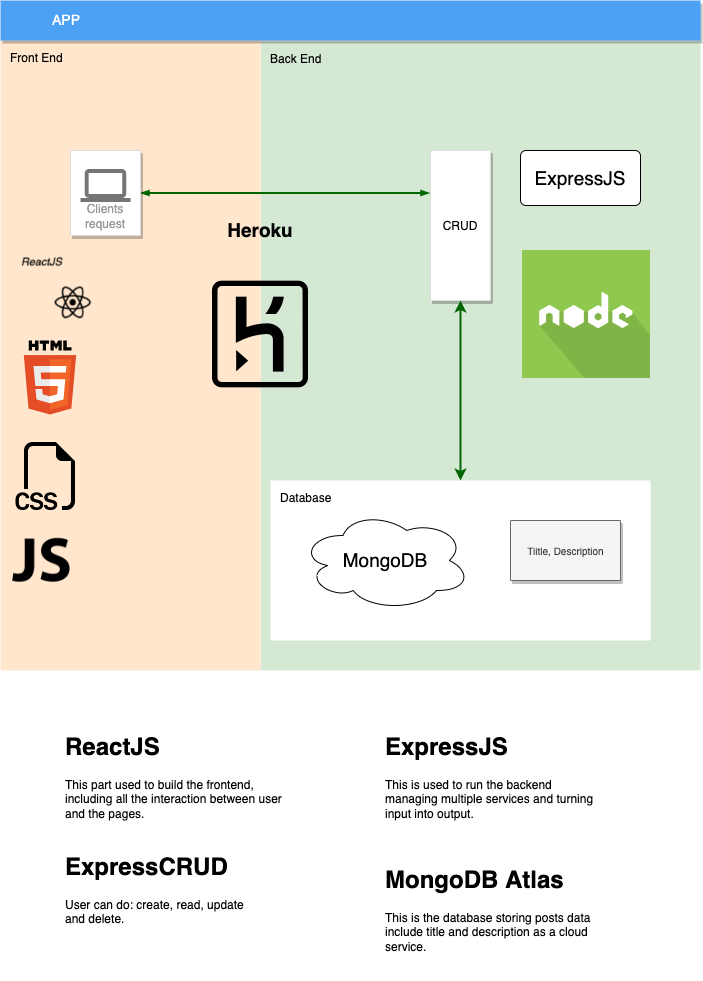 APP
Front End
Back End
Clients
request
CRUD
ExpressJS
Heroku
ReactJS
node
HTML
5
CSS
JS
Database
MongoDB
Tiitle, Description
ReactJS
This part used to build the frontend,
including all the interaction between user
and the pages.
ExpressJS
This is used to run the backend
managing multiple services and turning
input into output.
ExpressCRUD
User can do: create, read, update
and delete.
MongoDB Atlas
This is the database storing posts data
include title and description as a cloud
service.